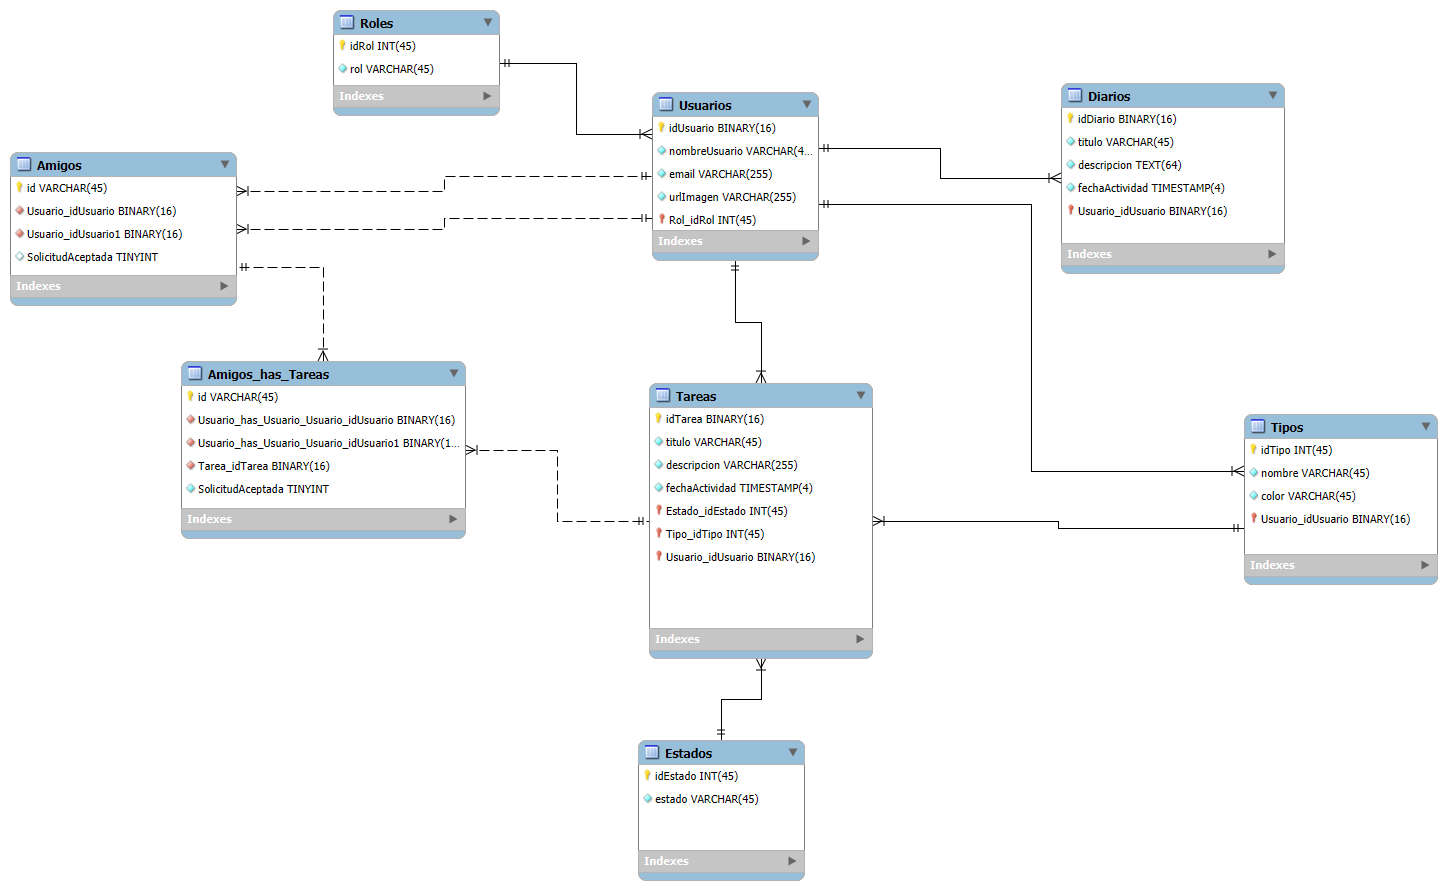 Roles
idRol INT(45)
rol VARCHAR(45)
Indexes
Usuarios
idUsuario BINARY(16)
nombreUsuario VARCHAR(4...
email VARCHAR(255)
urlImagen VARCHAR(255)
Rol_idRol INT(45)
Indexes
Diarios
idDiario BINARY(16)
titulo VARCHAR(45)
descripcion TEXT(64)
fechaActividad TIMESTAMP(4)
Usuario_idUsuario BINARY(16)
Indexes
Amigos
id VARCHAR(45)
Usuario_idUsuario BINARY(16)
Usuario_idUsuario1 BINARY(16)
SolicitudAceptada TINYINT
Indexes
Amigos_has_Tareas
id VARCHAR(45)
Usuario_has_Usuario_Usuario_idUsuario BINARY(16)
Usuario_has_Usuario_Usuario_idUsuario1 BINARY(1...
Tarea_idTarea BINARY(16)
SolicitudAceptada TINYINT
Indexes
Tareas
idTarea BINARY(16)
titulo VARCHAR(45)
descripcion VARCHAR(255)
fechaActividad TIMESTAMP(4)
Estado_idEstado INT(45)
Tipo_idTipo INT(45)
Usuario_idUsuario BINARY(16)
Indexes
Tipos
idTipo INT(45)
nombre VARCHAR(45)
color VARCHAR(45)
Usuario_idUsuario BINARY(16)
Indexes
Estados
idEstado INT(45)
estado VARCHAR(45)
Indexes